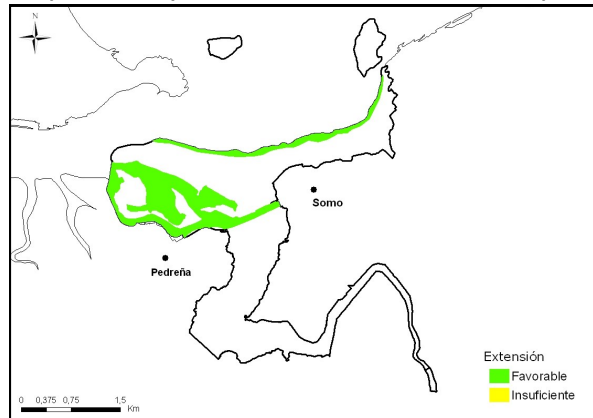 N
Somo
Pedreña
Extensión
Favorable
Insuficiente
0 0,375 0,75 1,5
Km